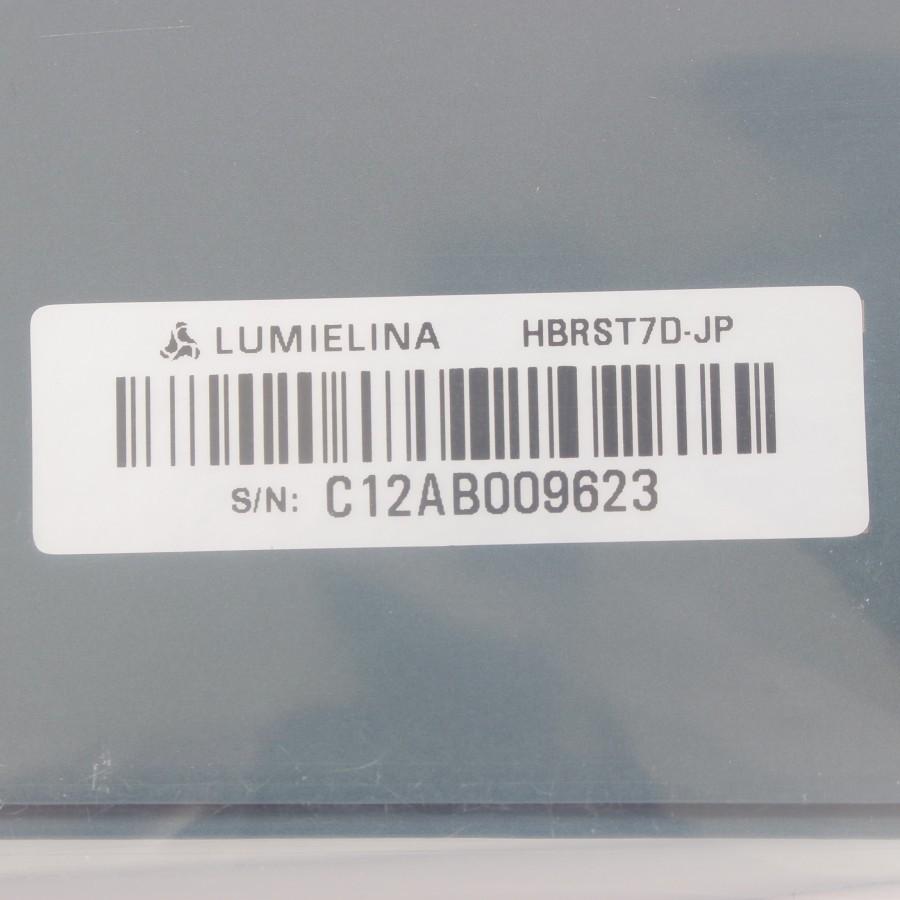 LUMIELINA HBRST7D-JP
S/N: C12AB009623